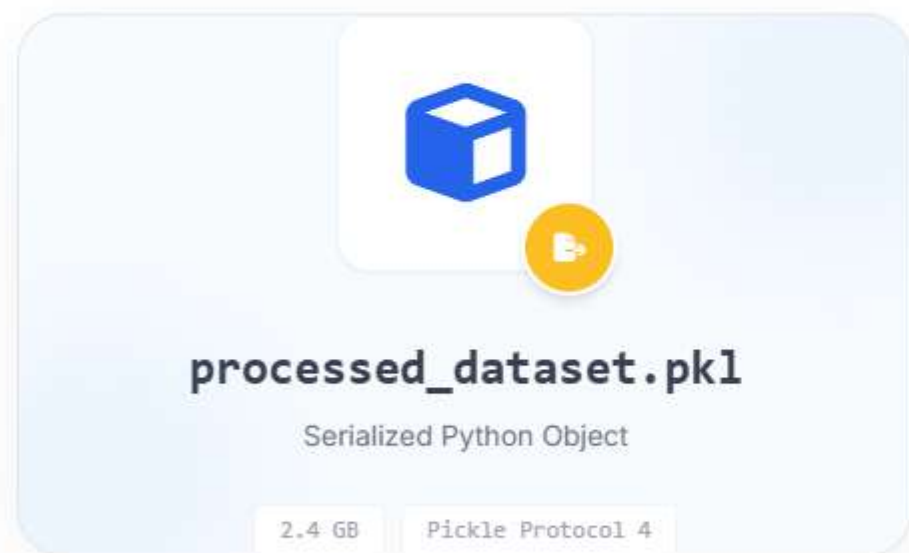 processed_dataset.pkl
Serialized Python Object
2.4 GB Pickle Protocol 4